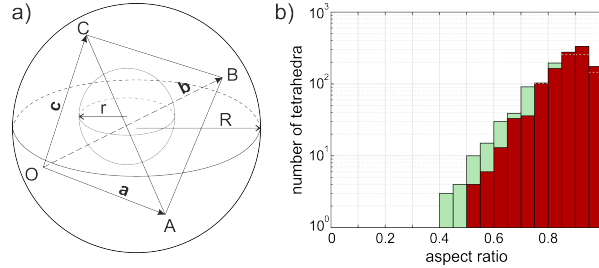 a)
C
B
b
c
r
R
O
a
A
b)
number of tetrahedra
10³
10²
10¹
10⁰
0
0.2
0.4
0.6
0.8
aspect ratio